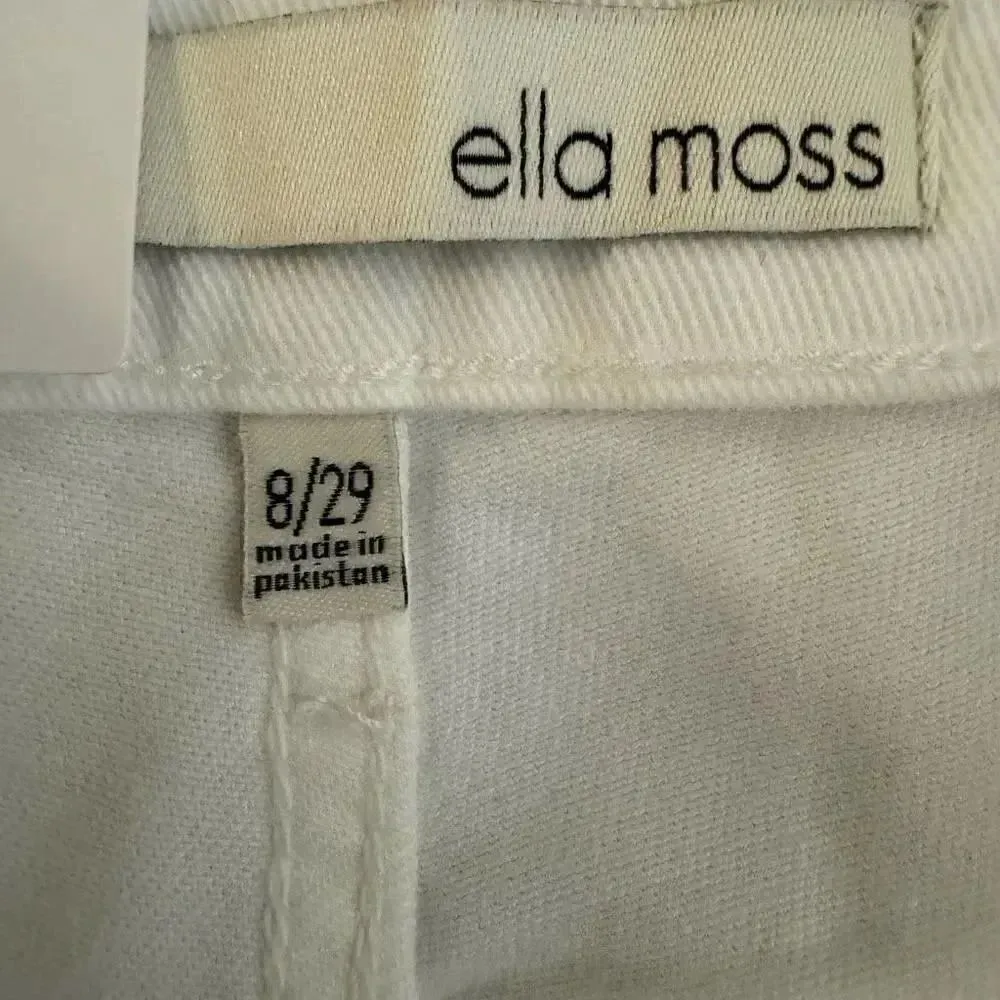 ella moss
8/29
made in
pakistan